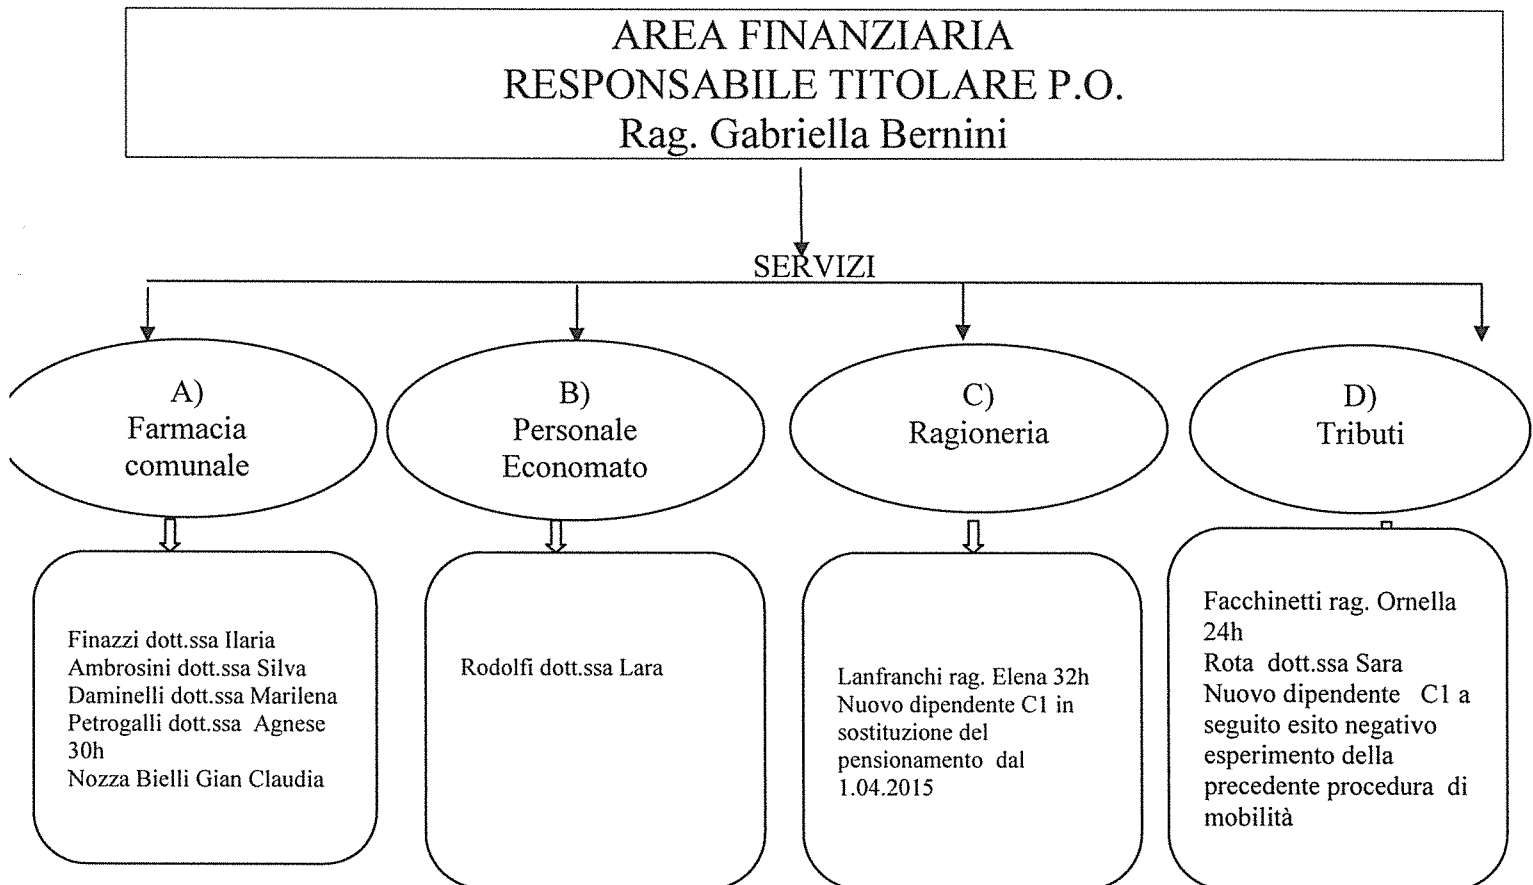 AREA FINANZIARIA
RESPONSABILE TITOLARE P.O.
Rag. Gabriella Bernini
SERVIZI
A)
Farmacia
comunale
B)
Personale
Economato
C)
Ragioneria
D)
Tributi
Finazzi dott.ssa Ilaria
Ambrosini dott.ssa Silva
Daminelli dott.ssa Marilena
Petrogalli dott.ssa Agnese
30h
Nozza Bielli Gian Claudia
Rodolfi dott.ssa Lara
Lanfranchi rag. Elena 32h
Nuovo dipendente C1 in
sostituzione del
pensionamento dal
1.04.2015
Facchinetti rag. Ornella
24h
Rota dott.ssa Sara
Nuovo dipendente C1 a
seguito esito negativo
esperimento della
precedente procedura di
mobilità